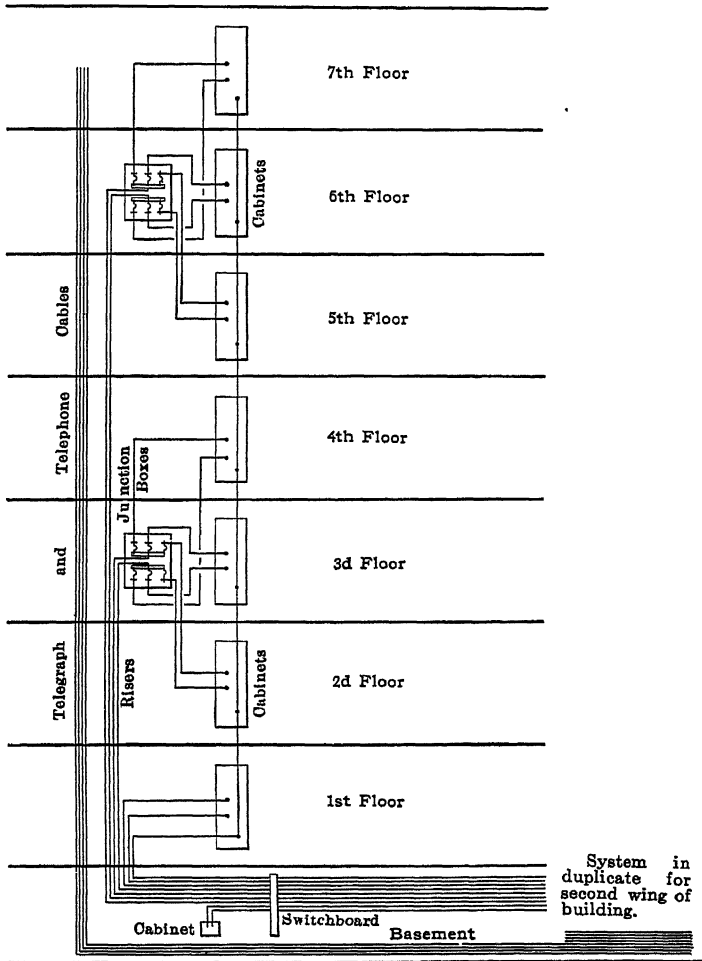 7th Floor
Cabinets
6th Floor
Cables
5th Floor
Telephone
4th Floor
Junction
Boxes
and
3d Floor
Telegraph
Risers
Cabinets
2d Floor
1st Floor
System in
duplicate for
second wing of
building.
Switchboard
Cabinet
Basement